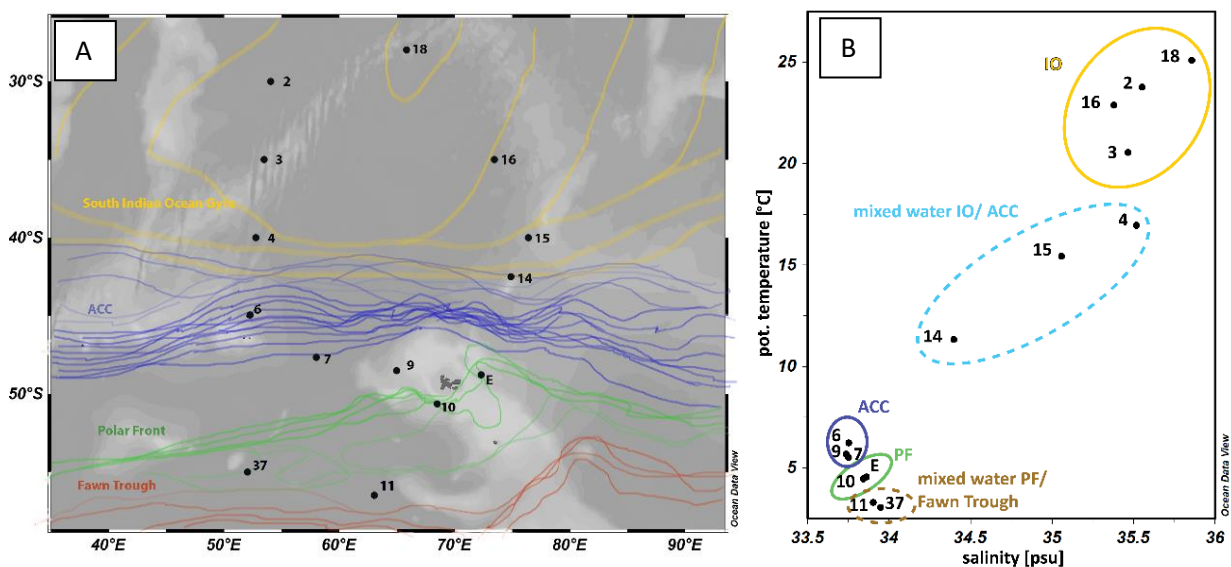 A
30°S
40°S
50°S
18
2
3
16
South Indian Ocean Gyre
4
15
14
ACC
6
7
9
E
10
Polar Front
37
11
Fawn Trough
40°E
50°E
60°E
70°E
80°E
90°E
Ocean Data View
B
pot. temperature [°C]
25
20
15
10
5
IO
18
2
16
3
mixed water IO/ ACC
4
15
14
ACC
6
9
7
PF
E
10
mixed water PF/
Fawn Trough
11
37
33.5
34
34.5
35
35.5
36
salinity [psu]
Ocean Data View